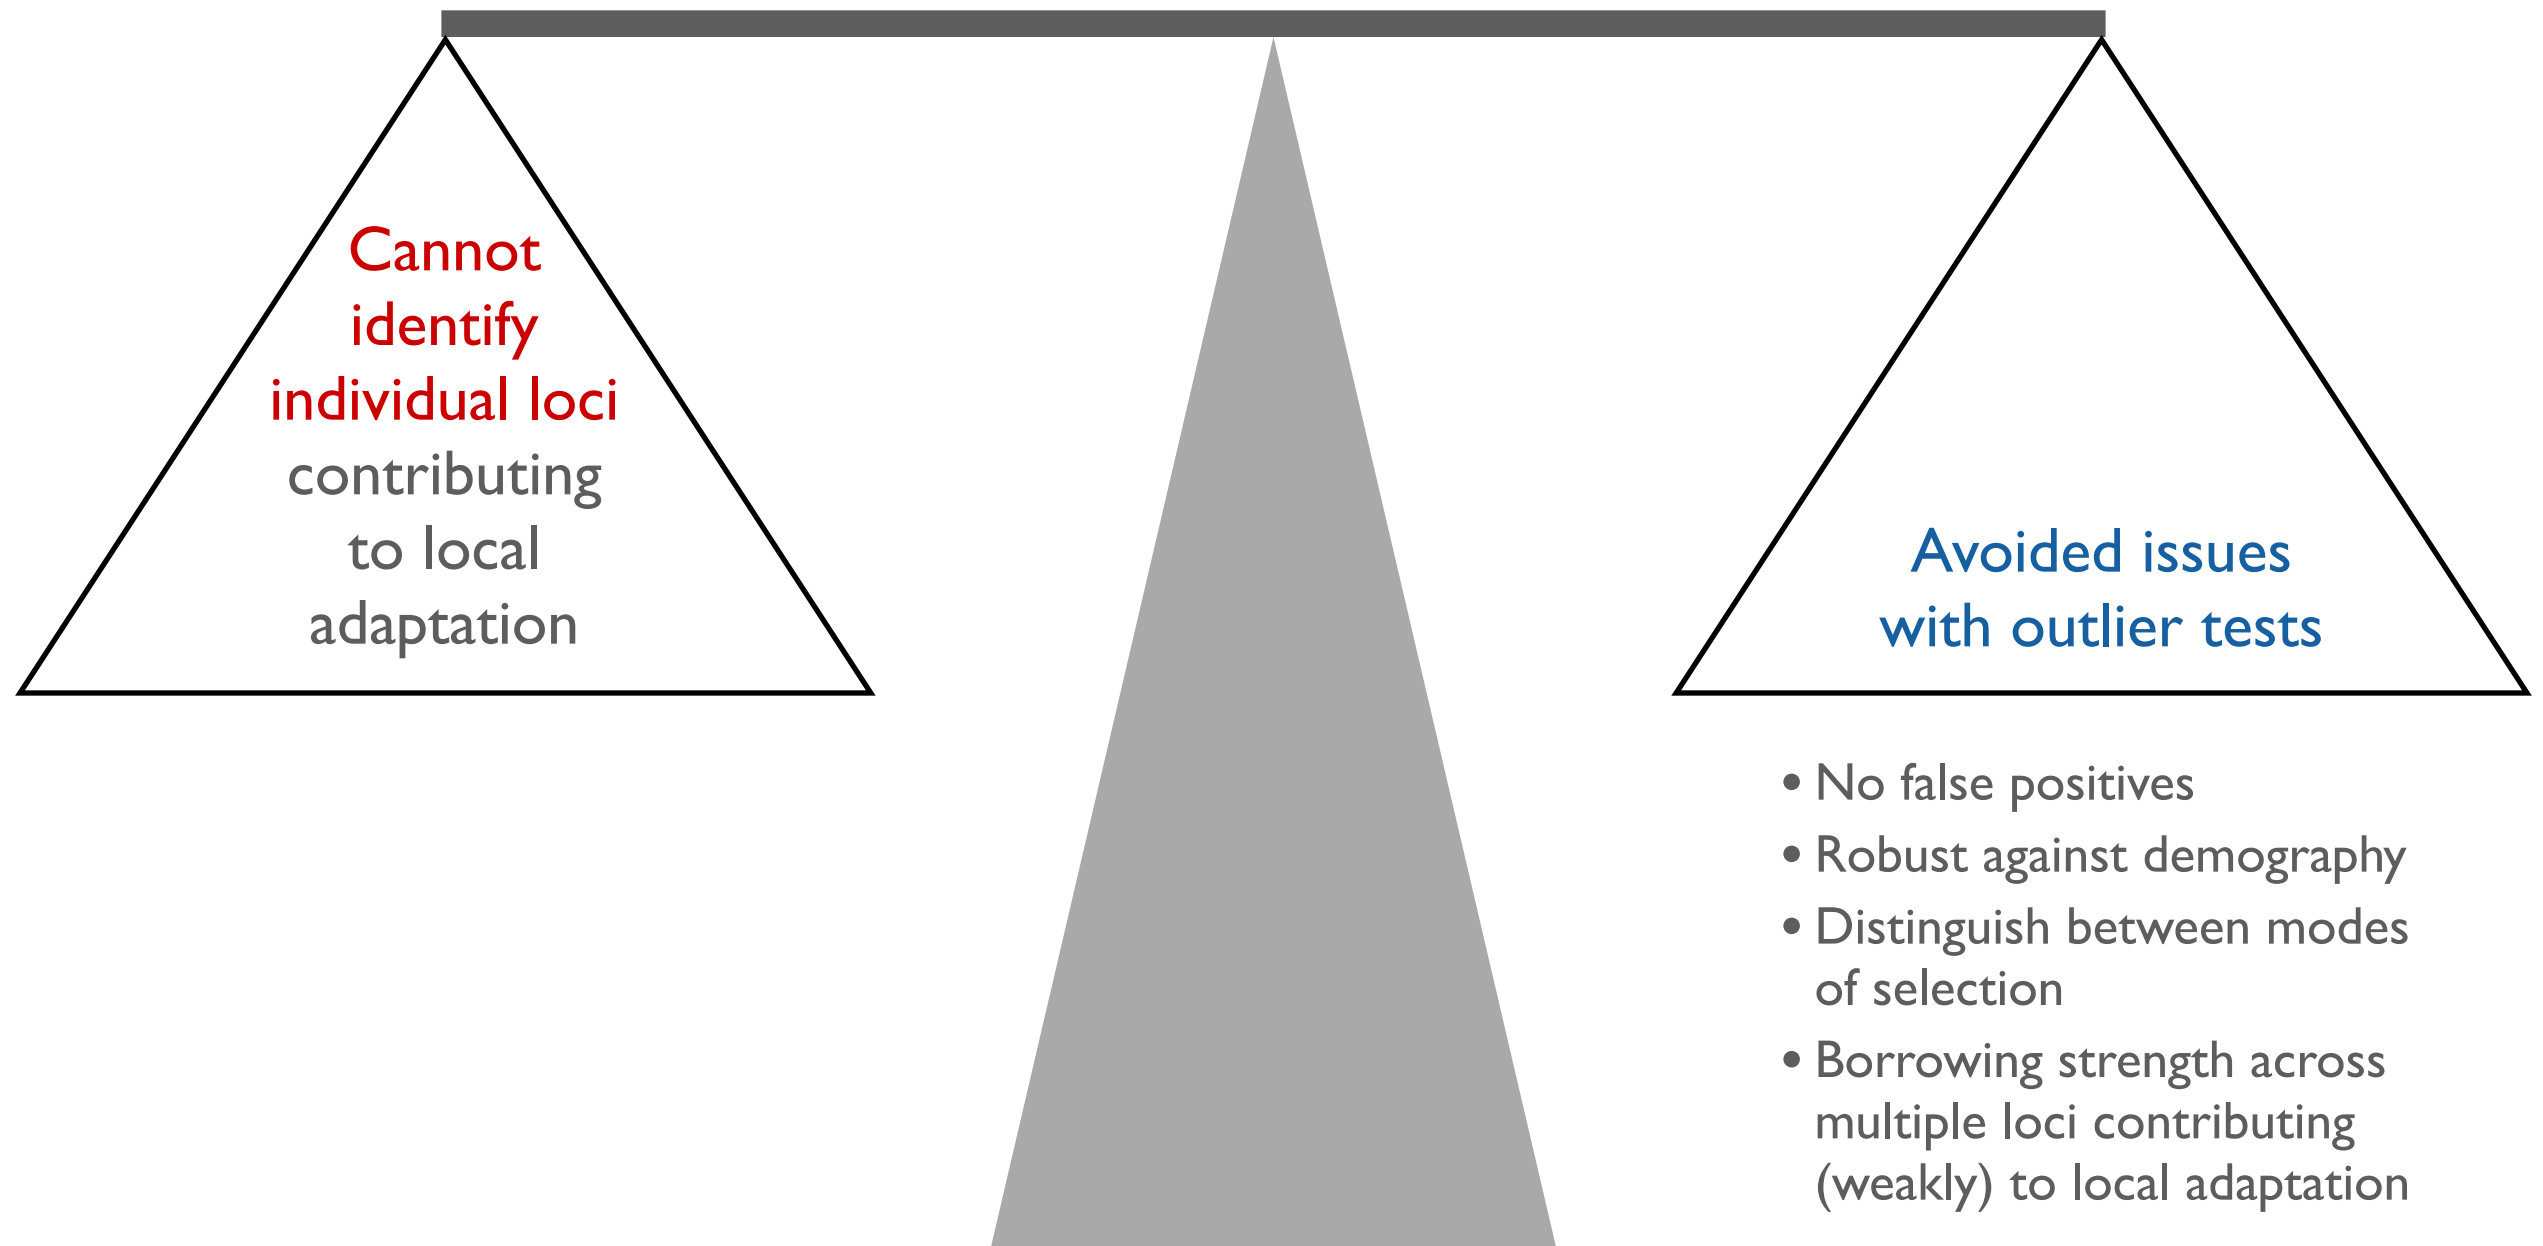 Cannot
identify
individual loci
contributing
to local
adaptation
Avoided issues
with outlier tests
• No false positives
• Robust against demography
• Distinguish between modes
of selection
• Borrowing strength across
multiple loci contributing
(weakly) to local adaptation